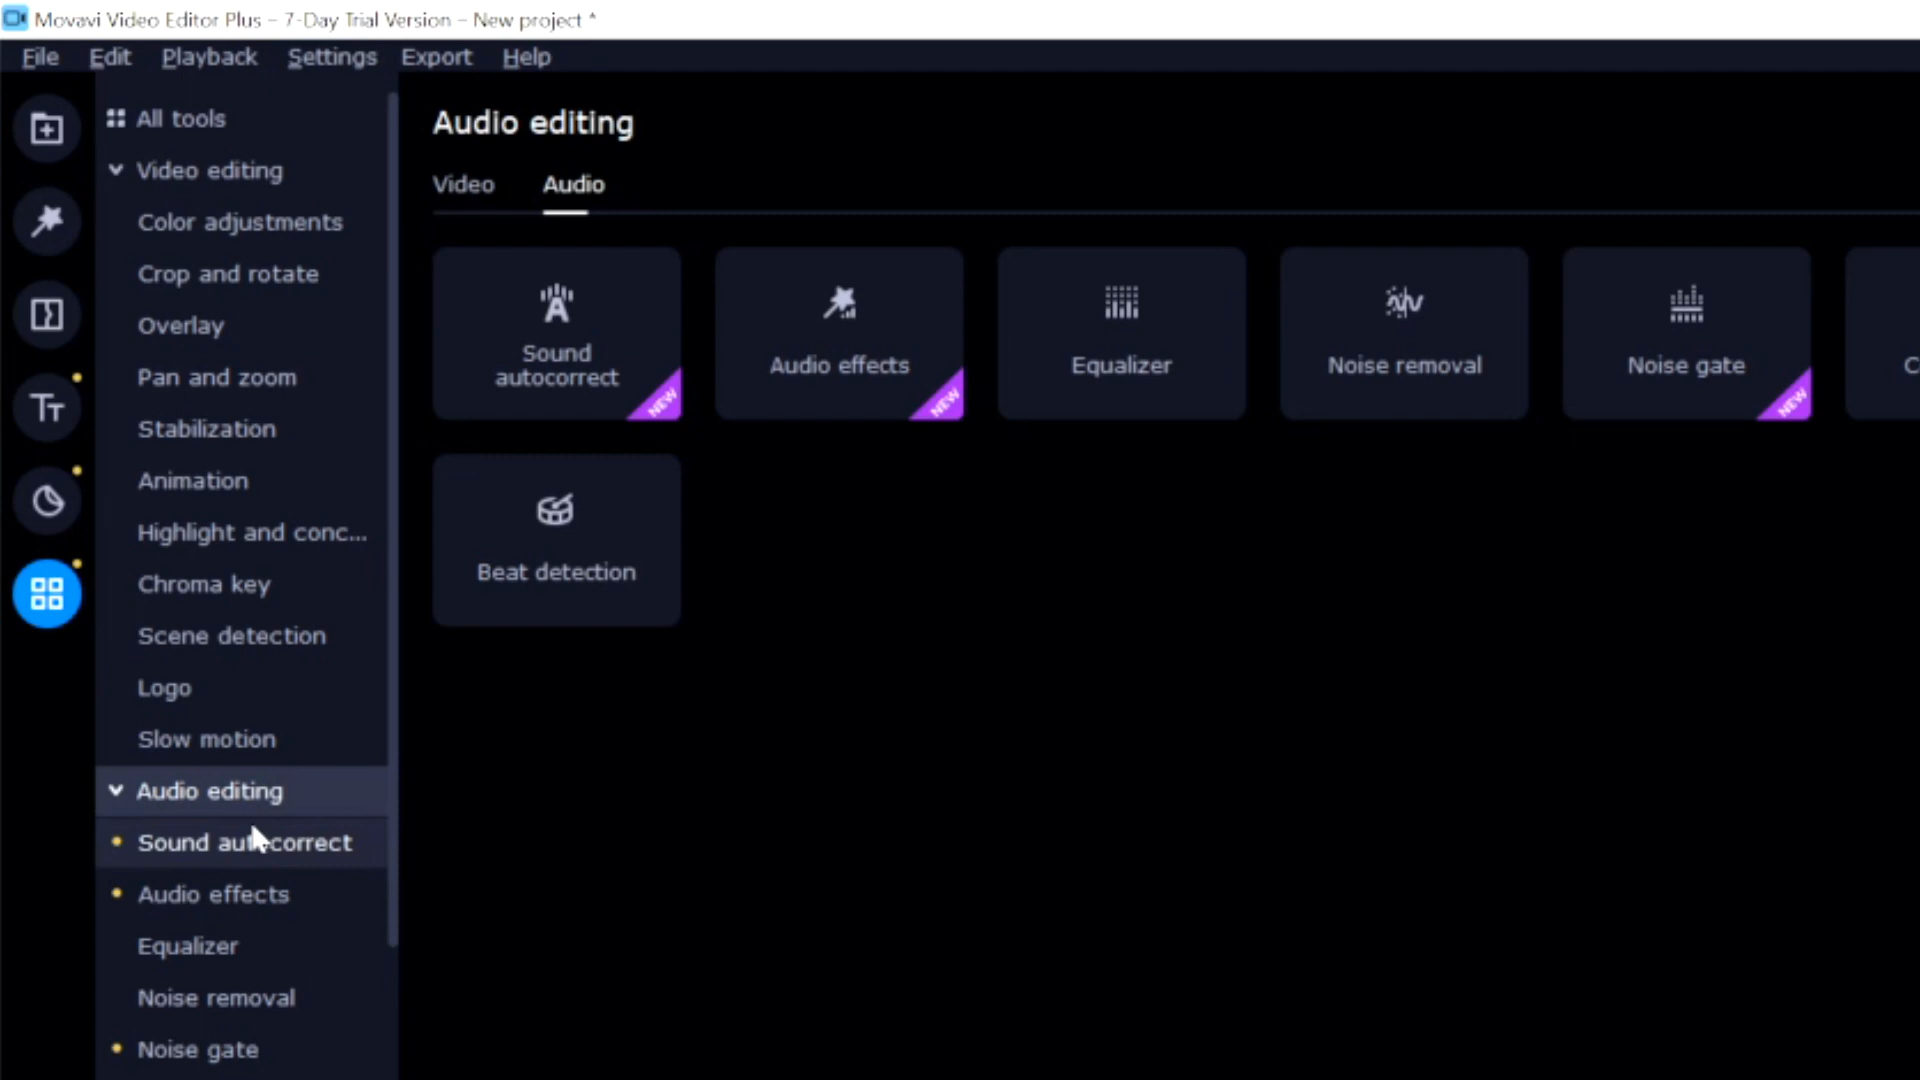 Movavi Video Editor Plus – 7-Day Trial Version – New project *
File Edit Playback Settings Export Help
All tools
Video editing
Color adjustments
Crop and rotate
Overlay
Pan and zoom
Stabilization
Animation
Highlight and conc...
Chroma key
Scene detection
Logo
Slow motion
Audio editing
Sound autocorrect
Audio effects
Equalizer
Noise removal
Noise gate
Audio editing
Video Audio
Sound
autocorrect
NEW
Audio effects
NEW
Equalizer
Noise removal
Noise gate
NEW
C
Beat detection